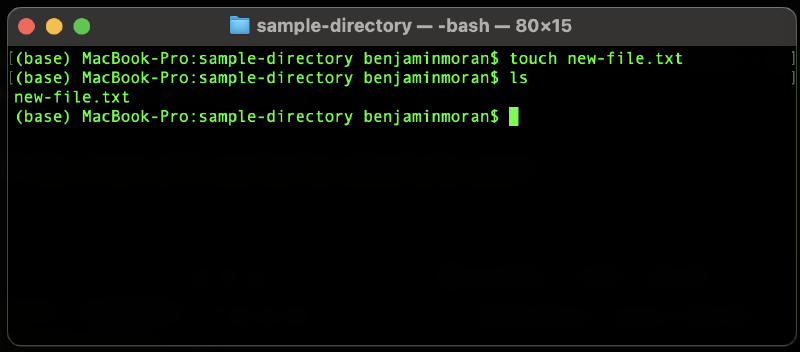 sample-directory — -bash — 80×15
[(base) MacBook-Pro:sample-directory benjaminmoran$ touch new-file.txt ]
[(base) MacBook-Pro:sample-directory benjaminmoran$ ls ]
new-file.txt
(base) MacBook-Pro:sample-directory benjaminmoran$